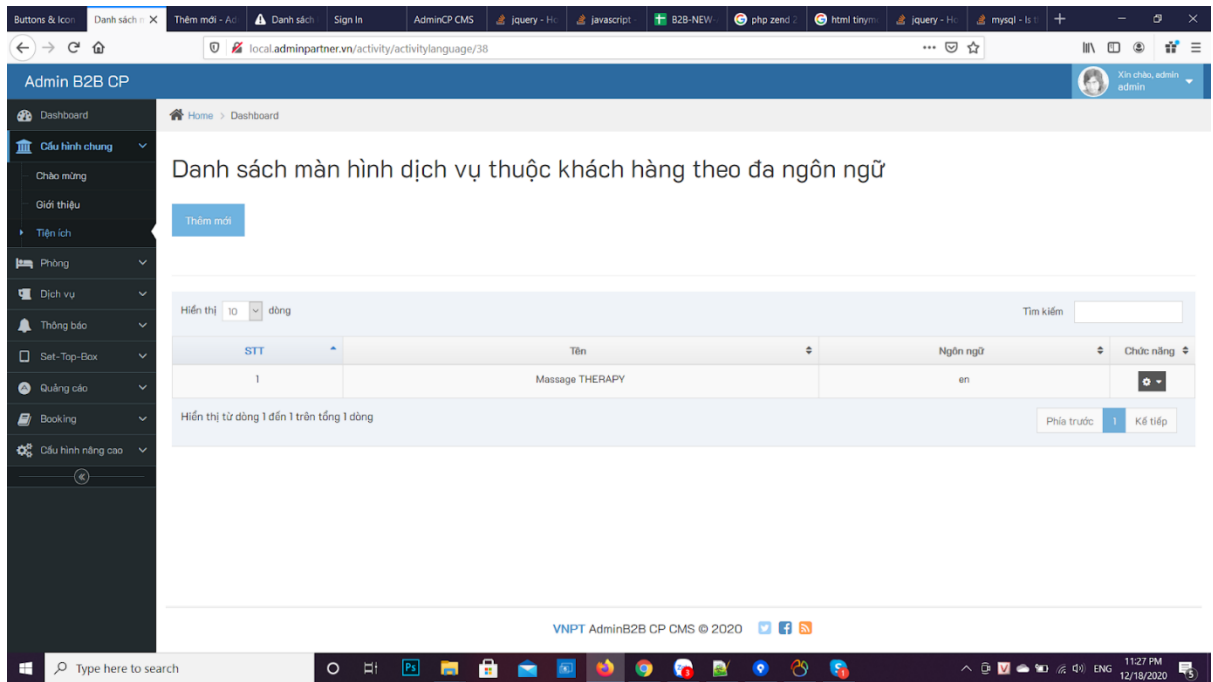 Buttons & Icon
Danah sách m
Thêm mới - Ad
Danh sách
Sign In
AdminCP CMS
jquery - Ho
javascript -
B2B-NEW-
php zend 2
html tinym
jquery - Ho
mysql - Is t
local.adminpartner.vn/activity/activitylanguage/38
Admin B2B CP
Xin chào, admin
admin
Dashboard
Home > Dashboard
Cấu hình chung
Chào mừng
Giới thiệu
Tiện ích
Phòng
Dịch vụ
Thông báo
Set-Top-Box
Quảng cáo
Booking
Cấu hình nâng cao
Danh sách màn hình dịch vụ thuộc khách hàng theo đa ngôn ngữ
Thêm mới
Hiển thị 10 dòng
Tìm kiếm
STT Tên Ngôn ngữ Chức năng
1 Massage THERAPY en
Hiển thị từ dòng 1 đến 1 trên tổng 1 dòng
Phía trước 1 Kế tiếp
VNPT AdminB2B CP CMS © 2020
Type here to search
Ps
ENG
11:27 PM
12/18/2020